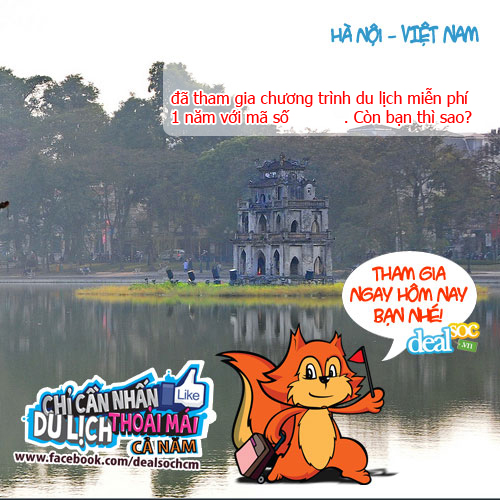 HÀ NỘI - VIỆT NAM
đã tham gia chương trình du lịch miễn phí
1 năm với mã số . Còn bạn thì sao?
THAM GIA
NGAY HÔM NAY
BẠN NHÉ!
dealsoc
.vn
CHỈ CẦN NHẤN Like
DU LỊCH THOẢI MÁI
CẢ NĂM
www.facebook.com/dealsochcm